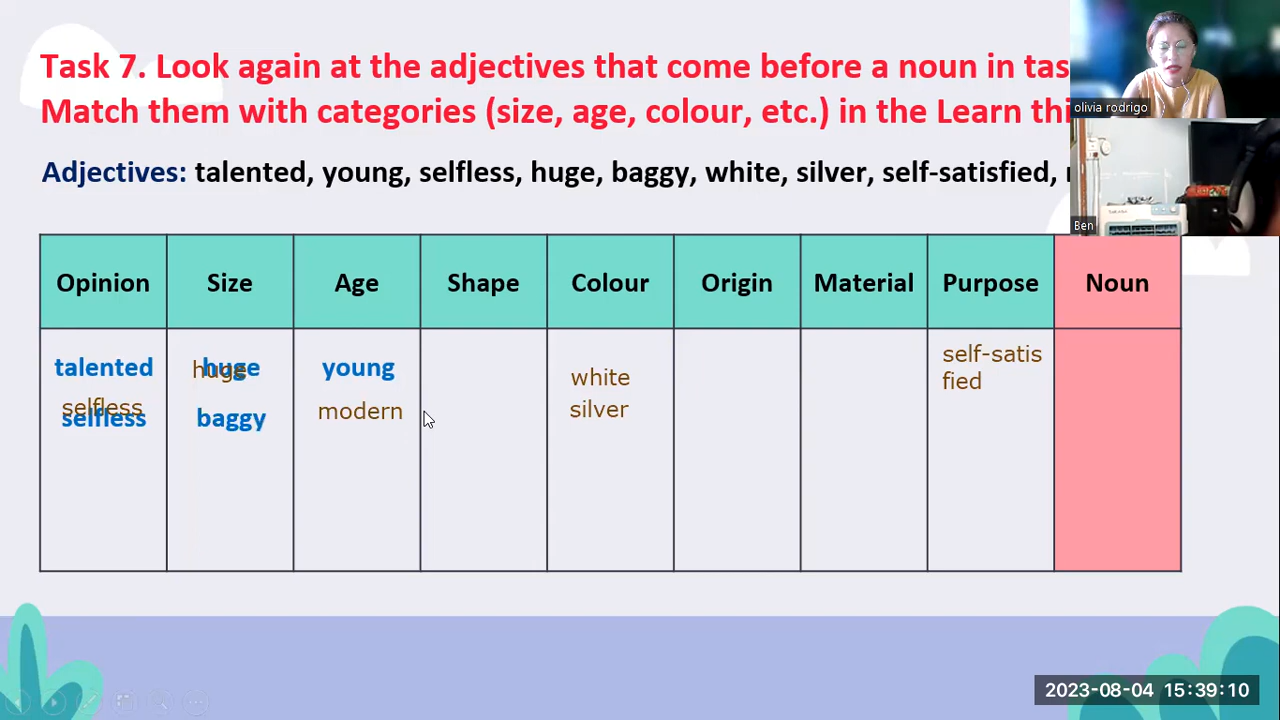 Task 7. Look again at the adjectives that come before a noun in
Match them with categories (size, age, colour, etc.) in the Learn
olivia rodrigo
Adjectives: talented, young, selfless, huge, baggy, white, silver, self-satisfied,
Ben
Opinion Size Age Shape Colour Origin Material Purpose Noun
talented huge huge young white self-satis
fied
selfless selfless baggy modern silver
2023-08-04 15:39:10